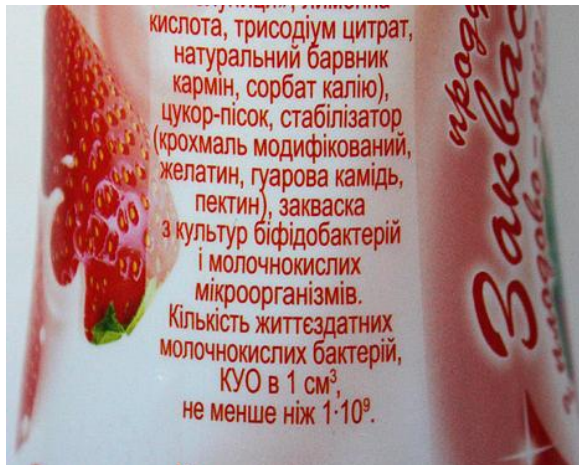 кислота, трисодіум цитрат,
натуральний барвник
кармін, сорбат калію),
цукор-пісок, стабілізатор
(крохмаль модифікований,
желатин, гуарова камідь,
пектин), закваска
з культур біфідобактерій
і молочнокислих
мікроорганізмів.
Кількість життєздатних
молочнокислих бактерій,
КУО в 1 см³,
не менше ніж 1·10⁹.